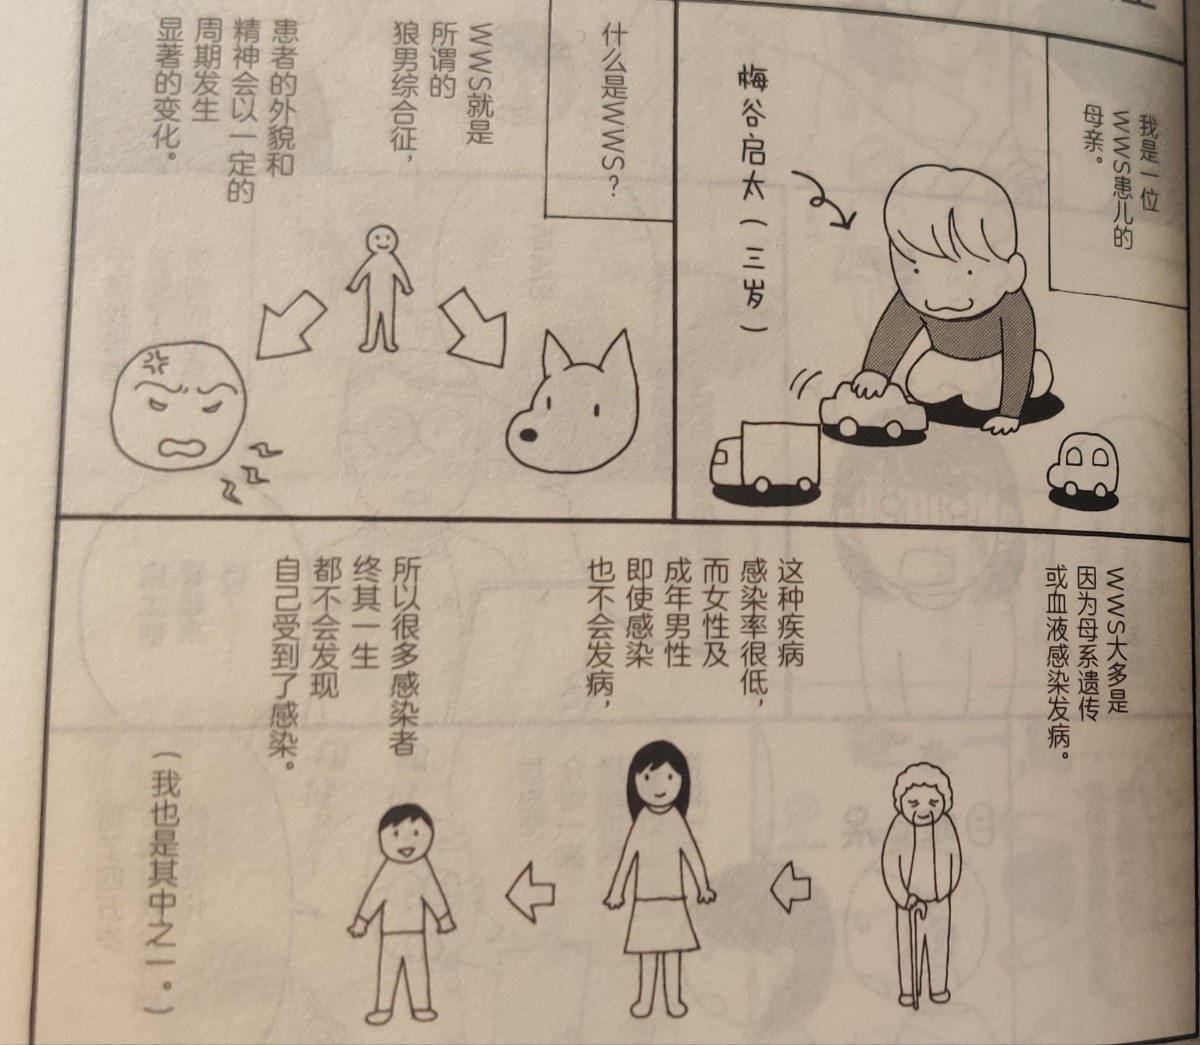 我是一位
WWS患儿的
母亲。
梅谷启太（三岁）
什么是WWS？
WWS就是
所谓的
狼男综合征，
患者的外貌和
精神会以一定的
周期发生
显著的变化。
WWS大多是
因为母系遗传
或血液感染发病。
这种疾病
感染率很低，
而女性及
成年男性
即使感染
也不会发病，
所以很多感染者
终其一生
都不会发现
自己受到了感染。
（我也是其中之一。）